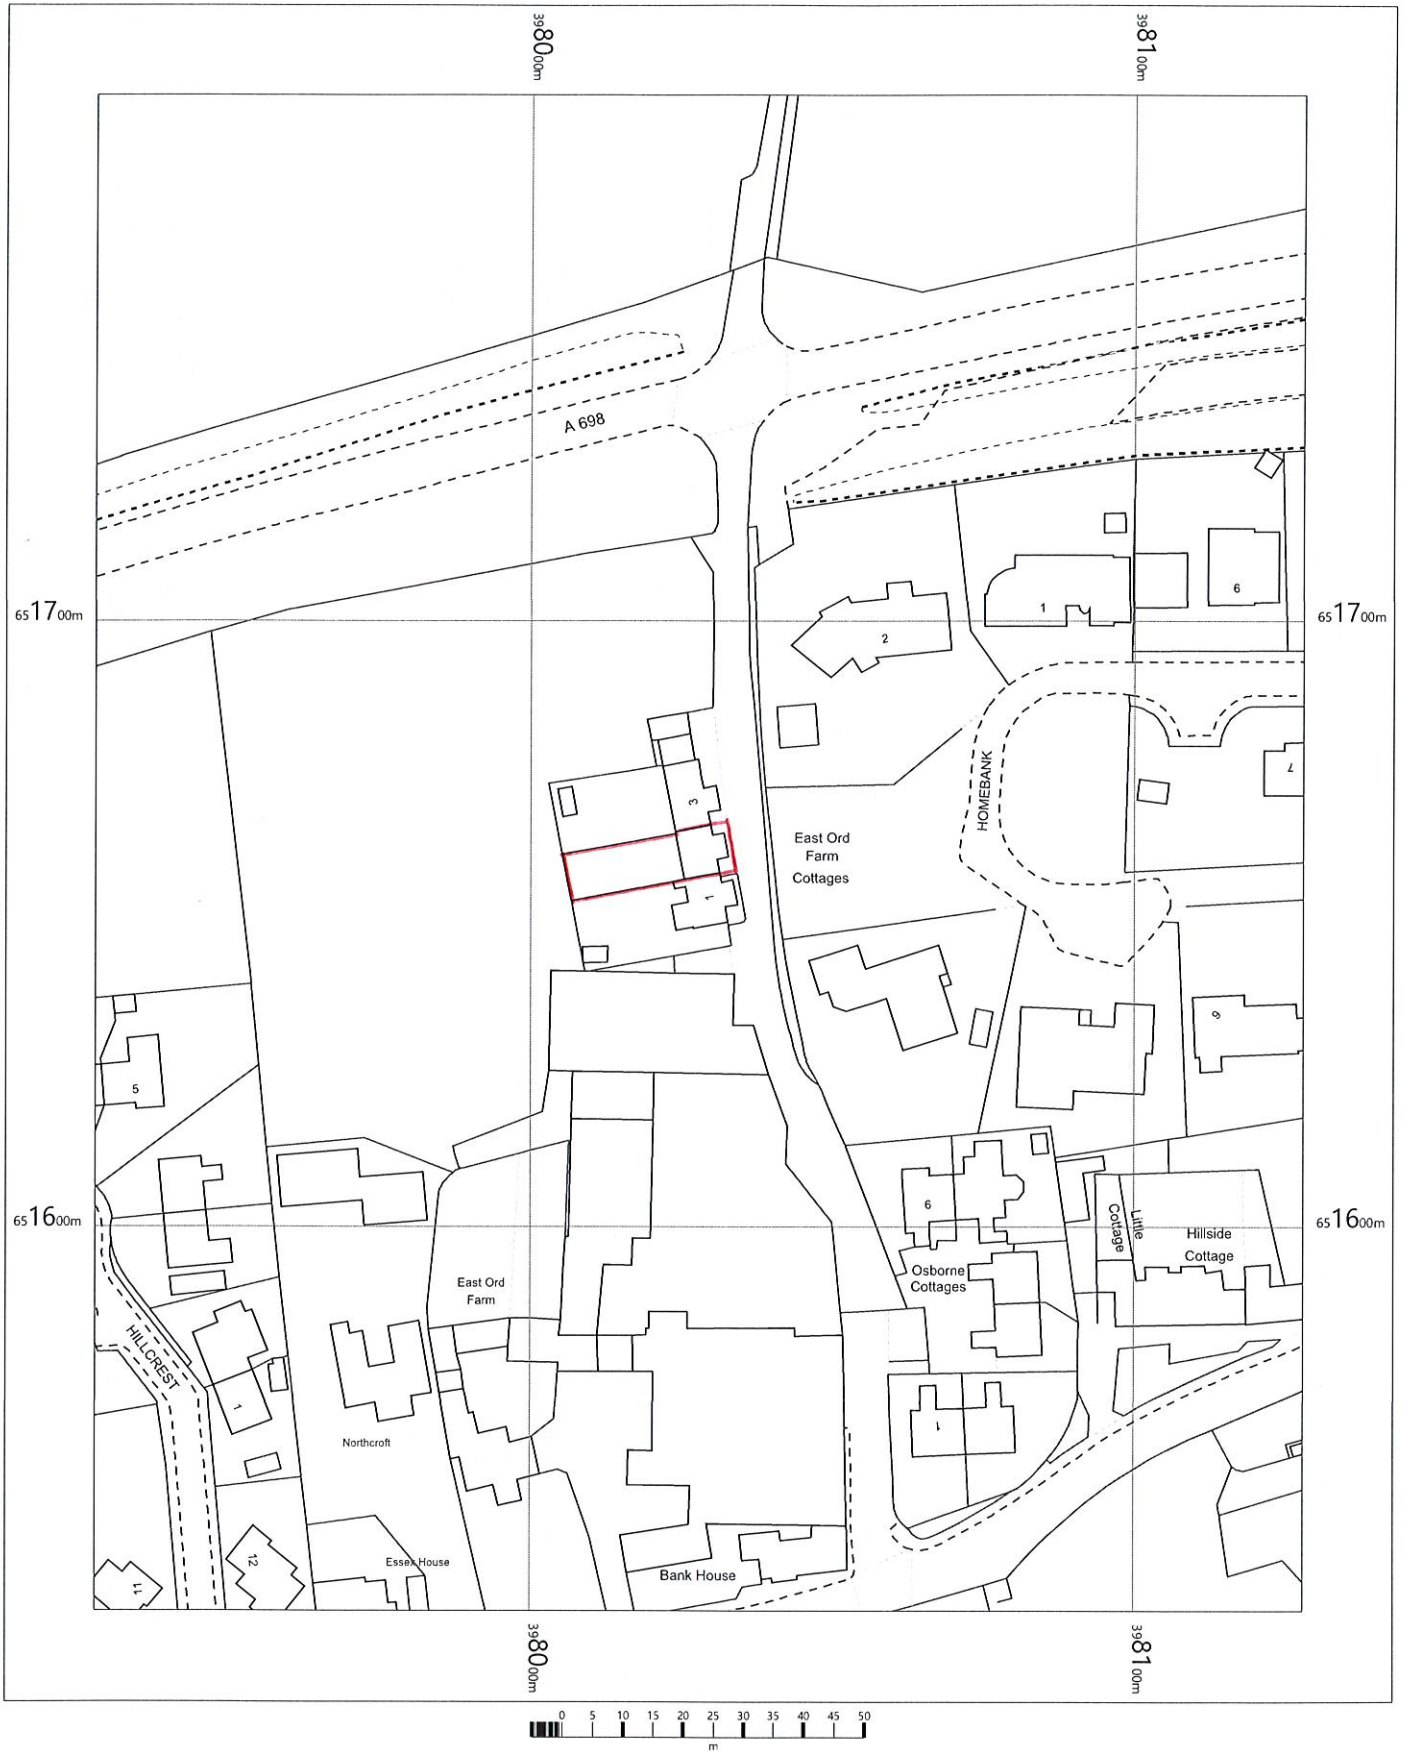 3980 00m
3981 00m
A 698
6517 00m
6517 00m
1
6
2
HOMEBANK
7
3
East Ord
Farm
Cottages
1
5
9
6
6516 00m
6516 00m
Little
Cottage
Hillside
Cottage
Osborne
Cottages
East Ord
Farm
HILLCREST
1
1
Northcroft
Essex House
12
11
Bank House
3980 00m
3981 00m
0 5 10 15 20 25 30 35 40 45 50
m